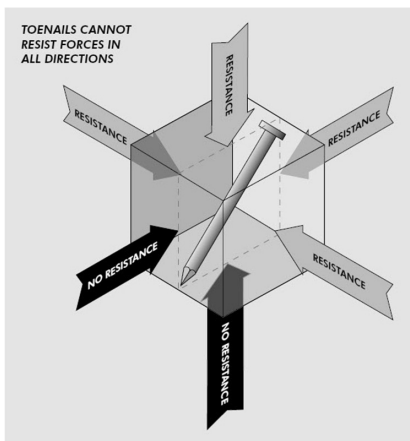 TOENAILS CANNOT
RESIST FORCES IN
ALL DIRECTIONS
RESISTANCE
RESISTANCE
RESISTANCE
NO RESISTANCE
RESISTANCE
NO RESISTANCE